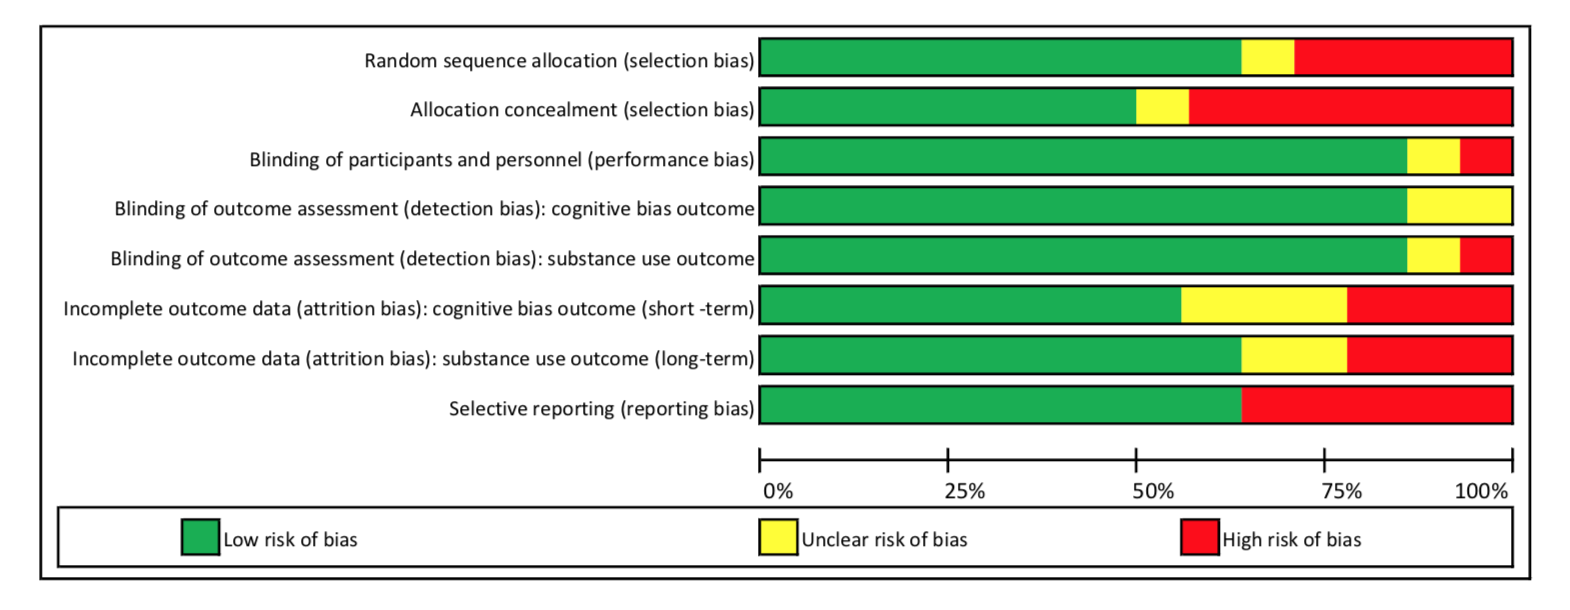 Random sequence allocation (selection bias)
Allocation concealment (selection bias)
Blinding of participants and personnel (performance bias)
Blinding of outcome assessment (detection bias): cognitive bias outcome
Blinding of outcome assessment (detection bias): substance use outcome
Incomplete outcome data (attrition bias): cognitive bias outcome (short -term)
Incomplete outcome data (attrition bias): substance use outcome (long-term)
Selective reporting (reporting bias)
0% 25% 50% 75% 100%
Low risk of bias Unclear risk of bias High risk of bias